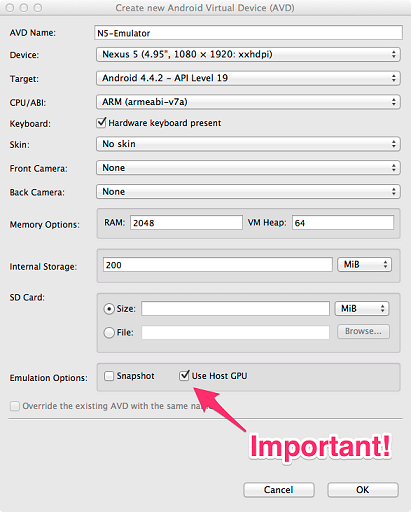 Create new Android Virtual Device (AVD)
AVD Name: N5-Emulator
Device: Nexus 5 (4.95", 1080 × 1920: xxhdpi)
Target: Android 4.4.2 – API Level 19
CPU/ABI: ARM (armeabi-v7a)
Keyboard: Hardware keyboard present
Skin: No skin
Front Camera: None
Back Camera: None
Memory Options: RAM: 2048 VM Heap: 64
Internal Storage: 200 MiB
SD Card:
Size: MiB
File: Browse...
Emulation Options: Snapshot Use Host GPU
Override the existing AVD with the same name
Important!
Cancel OK